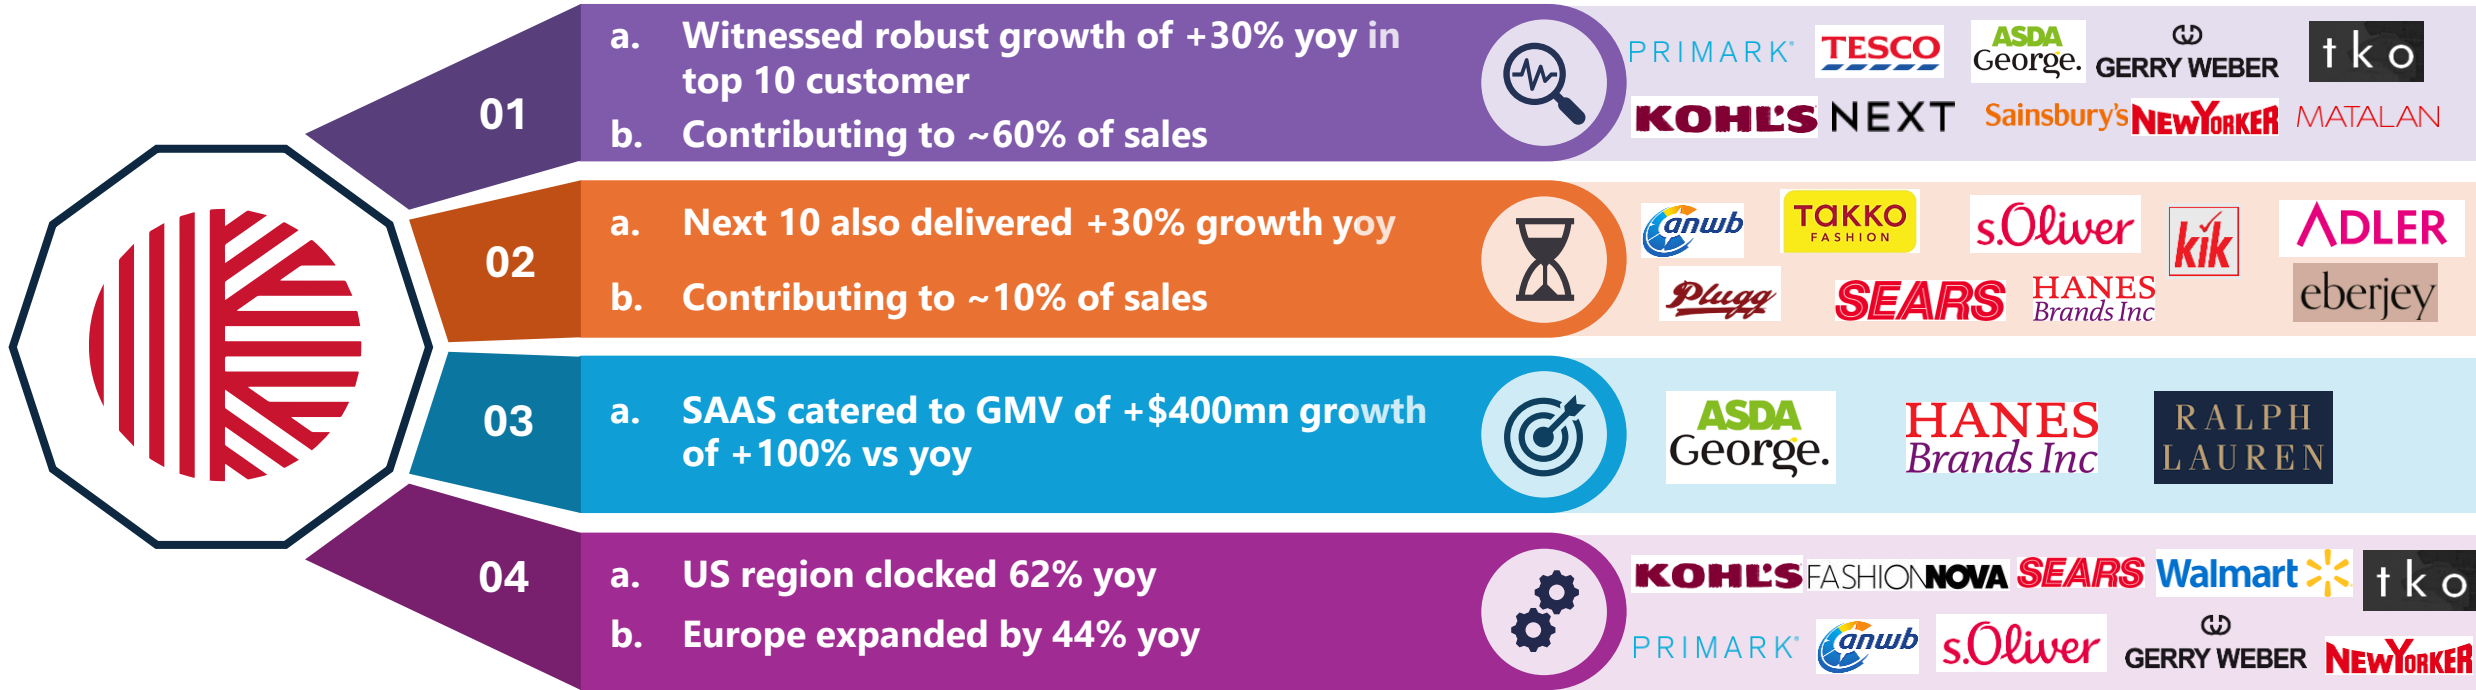 01
a. Witnessed robust growth of +30% yoy in
top 10 customer
b. Contributing to ~60% of sales
PRIMARK® TESCO ASDA George. GERRY WEBER tko
KOHL'S NEXT Sainsbury's NEWYORKER MATALAN
02
a. Next 10 also delivered +30% growth yoy
b. Contributing to ~10% of sales
anwb TAKKO FASHION s.Oliver kik ADLER
Plugg SEARS HANES Brands Inc eberjey
03
a. SAAS catered to GMV of +$400mn growth
of +100% vs yoy
ASDA George. HANES Brands Inc RALPH LAUREN
04
a. US region clocked 62% yoy
b. Europe expanded by 44% yoy
KOHL'S FASHIONNOVA SEARS Walmart tko
PRIMARK® anwb s.Oliver GERRY WEBER NEWYORKER